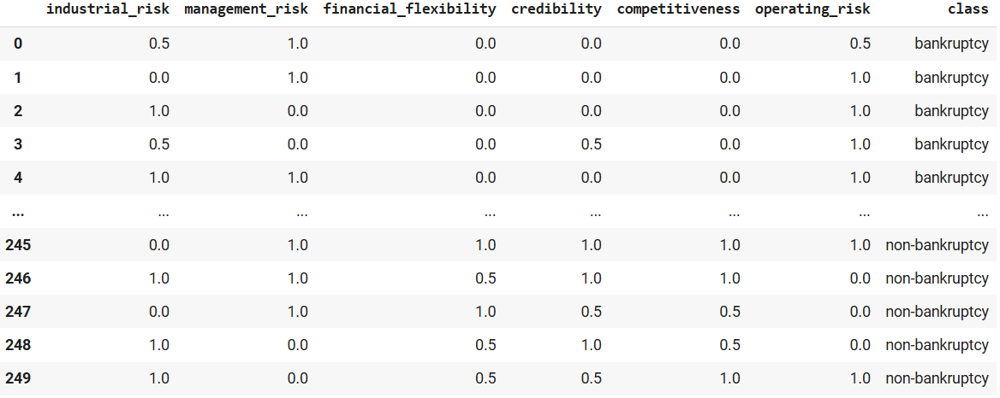 industrial_risk management_risk financial_flexibility credibility competitiveness operating_risk class
0 0.5 1.0 0.0 0.0 0.0 0.5 bankruptcy
1 0.0 1.0 0.0 0.0 0.0 1.0 bankruptcy
2 1.0 0.0 0.0 0.0 0.0 1.0 bankruptcy
3 0.5 0.0 0.0 0.5 0.0 1.0 bankruptcy
4 1.0 1.0 0.0 0.0 0.0 1.0 bankruptcy
... ... ... ... ... ... ... ...
245 0.0 1.0 1.0 1.0 1.0 1.0 non-bankruptcy
246 1.0 1.0 0.5 1.0 1.0 0.0 non-bankruptcy
247 0.0 1.0 1.0 0.5 0.5 0.0 non-bankruptcy
248 1.0 0.0 0.5 1.0 0.5 0.0 non-bankruptcy
249 1.0 0.0 0.5 0.5 1.0 1.0 non-bankruptcy